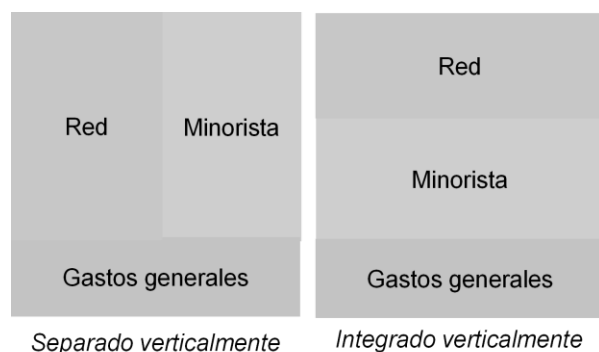 Red
Minorista
Gastos generales
Separado verticalmente
Red
Minorista
Gastos generales
Integrado verticalmente